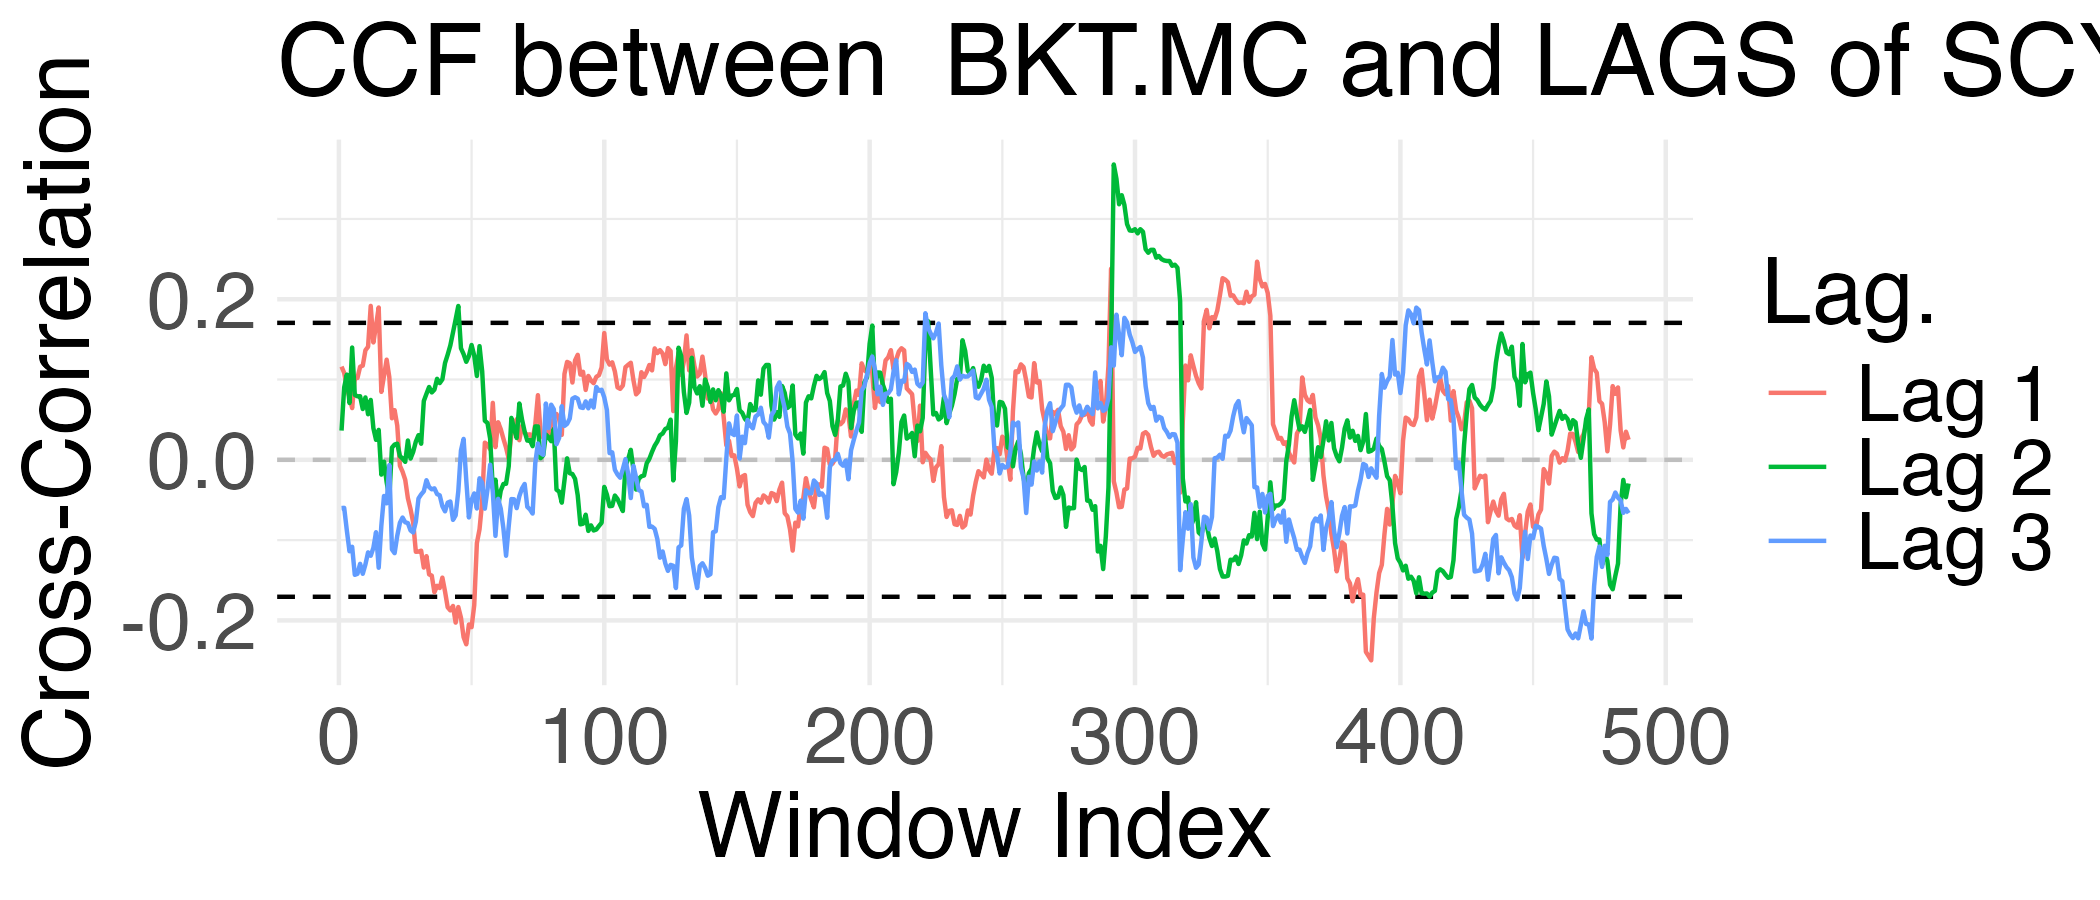 CCF between  BKT.MC and LAGS of SCY
Cross-Correlation
0.2
0.0
-0.2
0 100 200 300 400 500
Window Index
Lag.
Lag 1
Lag 2
Lag 3